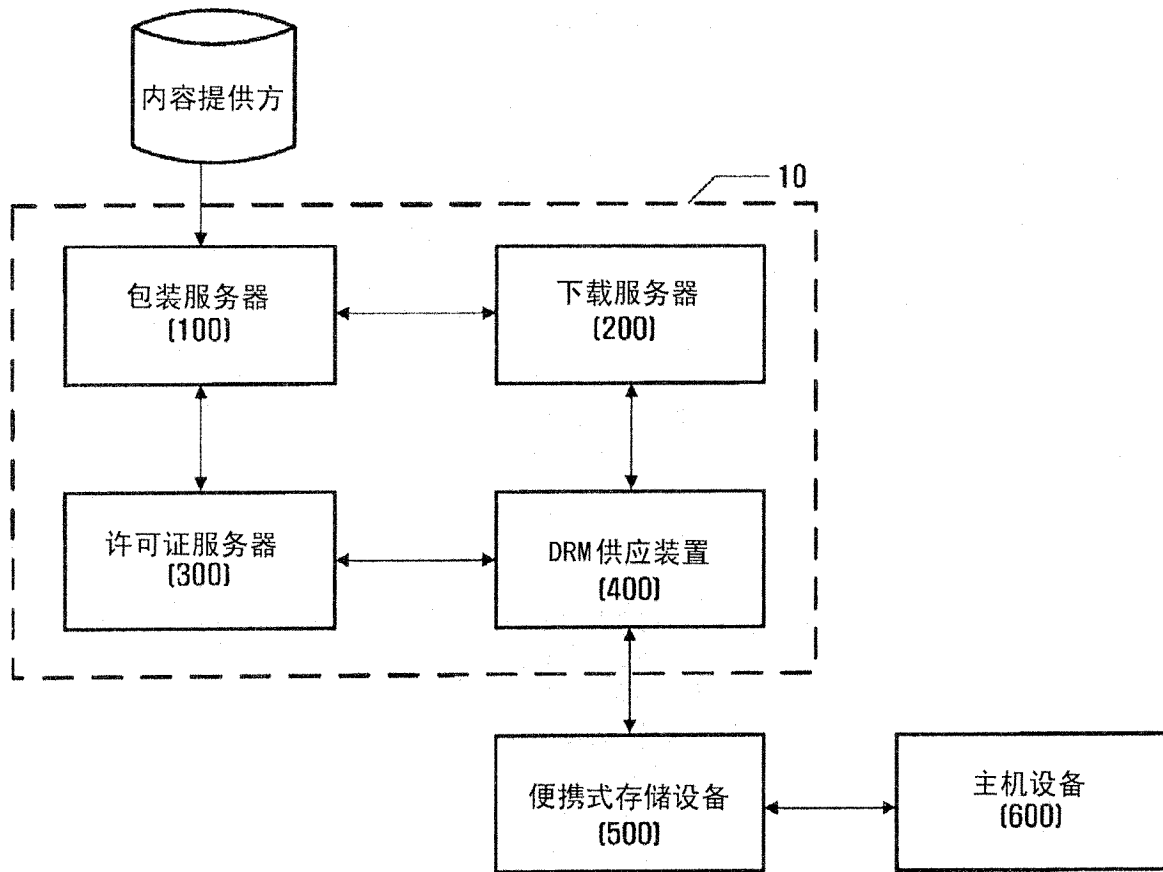 内容提供方
10
包装服务器
(100)
下载服务器
(200)
许可证服务器
(300)
DRM供应装置
(400)
便携式存储设备
(500)
主机设备
(600)